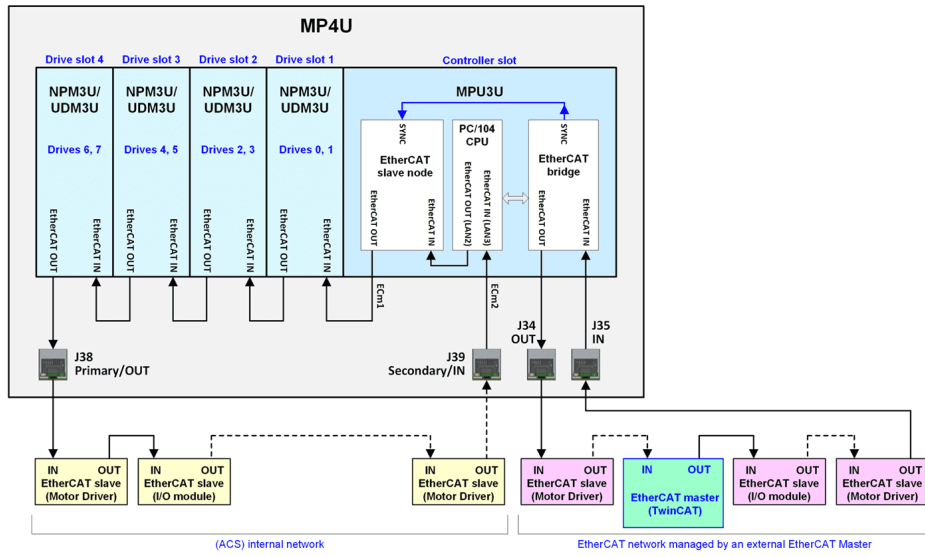 MP4U
Drive slot 4
Drive slot 3
Drive slot 2
Drive slot 1
Controller slot
NPM3U/
UDM3U
NPM3U/
UDM3U
NPM3U/
UDM3U
NPM3U/
UDM3U
MPU3U
Drives 6, 7
Drives 4, 5
Drives 2, 3
Drives 0, 1
SYNC
EtherCAT
slave node
PC/104
CPU
SYNC
EtherCAT
bridge
EtherCAT OUT
EtherCAT IN
EtherCAT OUT
EtherCAT IN
EtherCAT OUT
EtherCAT IN
EtherCAT OUT
EtherCAT IN
EtherCAT OUT
EtherCAT IN
EtherCAT OUT (LAN2)
EtherCAT IN (LAN3)
EtherCAT OUT
EtherCAT IN
ECm1
ECm2
J38
Primary/OUT
J39
Secondary/IN
J34
OUT
J35
IN
IN OUT
EtherCAT slave
(Motor Driver)
IN OUT
EtherCAT slave
(I/O module)
IN OUT
EtherCAT slave
(Motor Driver)
IN OUT
EtherCAT slave
(Motor Driver)
IN OUT
EtherCAT master
(TwinCAT)
IN OUT
EtherCAT slave
(I/O module)
IN OUT
EtherCAT slave
(Motor Driver)
(ACS) internal network
EtherCAT network managed by an external EtherCAT Master